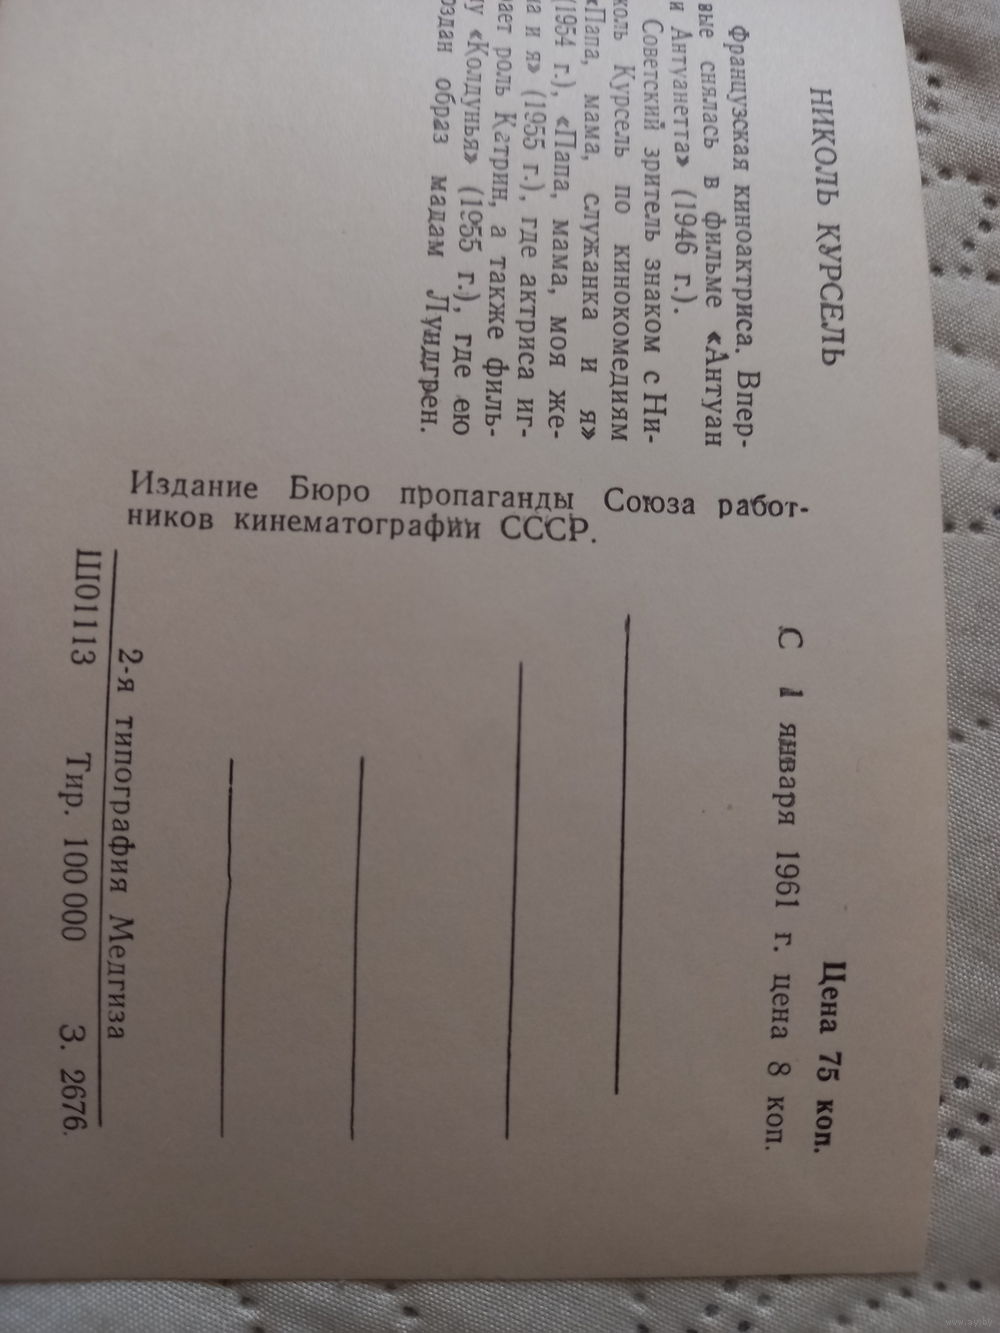 НИКОЛЬ КУРСЕЛЬ
Французская киноактриса. Впер-
вые снялась в фильме «Антуан
и Антуанетта» (1946 г.).
Советский зритель знаком с Ни-
коль Курсель по кинокомедиям
«Папа, мама, служанка и я»
(1954 г.), «Папа, мама, моя же-
на и я» (1955 г.), где актриса иг-
рает роль Катрин, а также филь-
му «Колдунья» (1955 г.), где ею
создан образ мадам Лундгрен.
Издание Бюро пропаганды Союза работ-
ников кинематографии СССР.
Цена 75 коп.
С 1 января 1961 г. цена 8 коп.
2-я типография Медгиза
Ш01113 Тир. 100 000 З. 2676.
www.ay.by